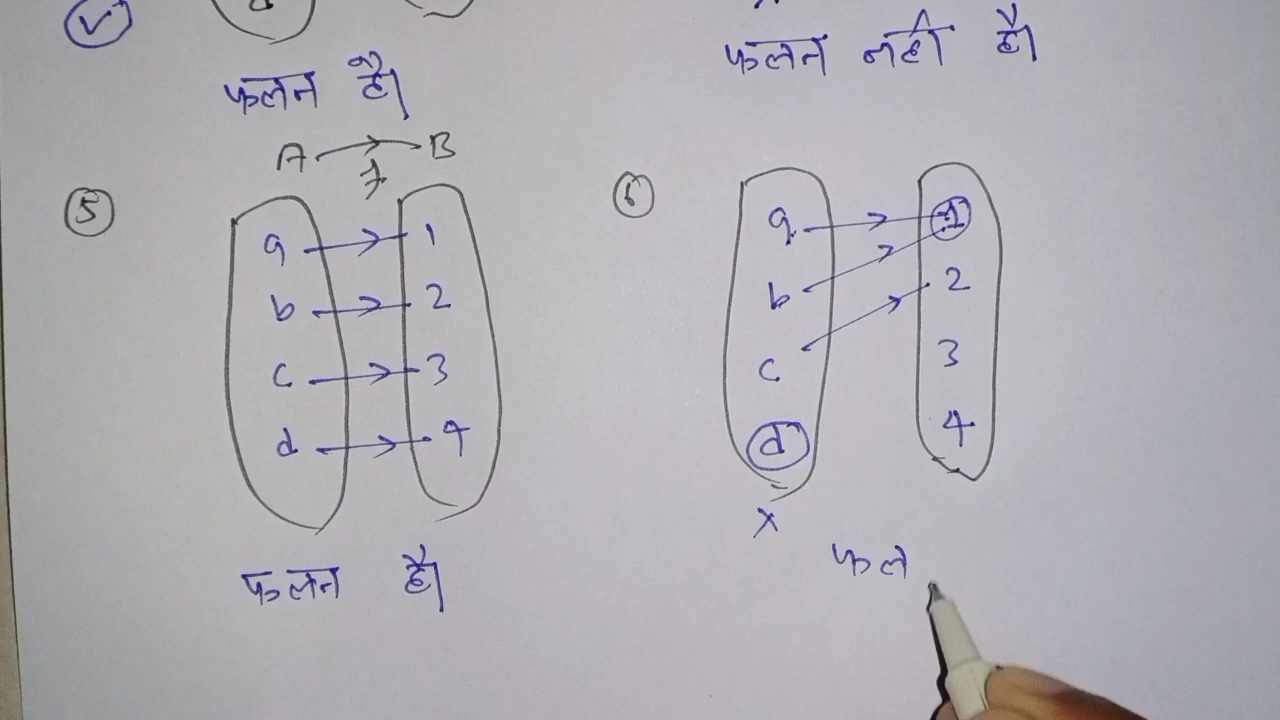 फलन है।
फलन नहीं है।
A → B
f
5
a → 1
b → 2
c → 3
d → 4
फलन है।
6
a 1
b 2
c 3
d 4
x
फल